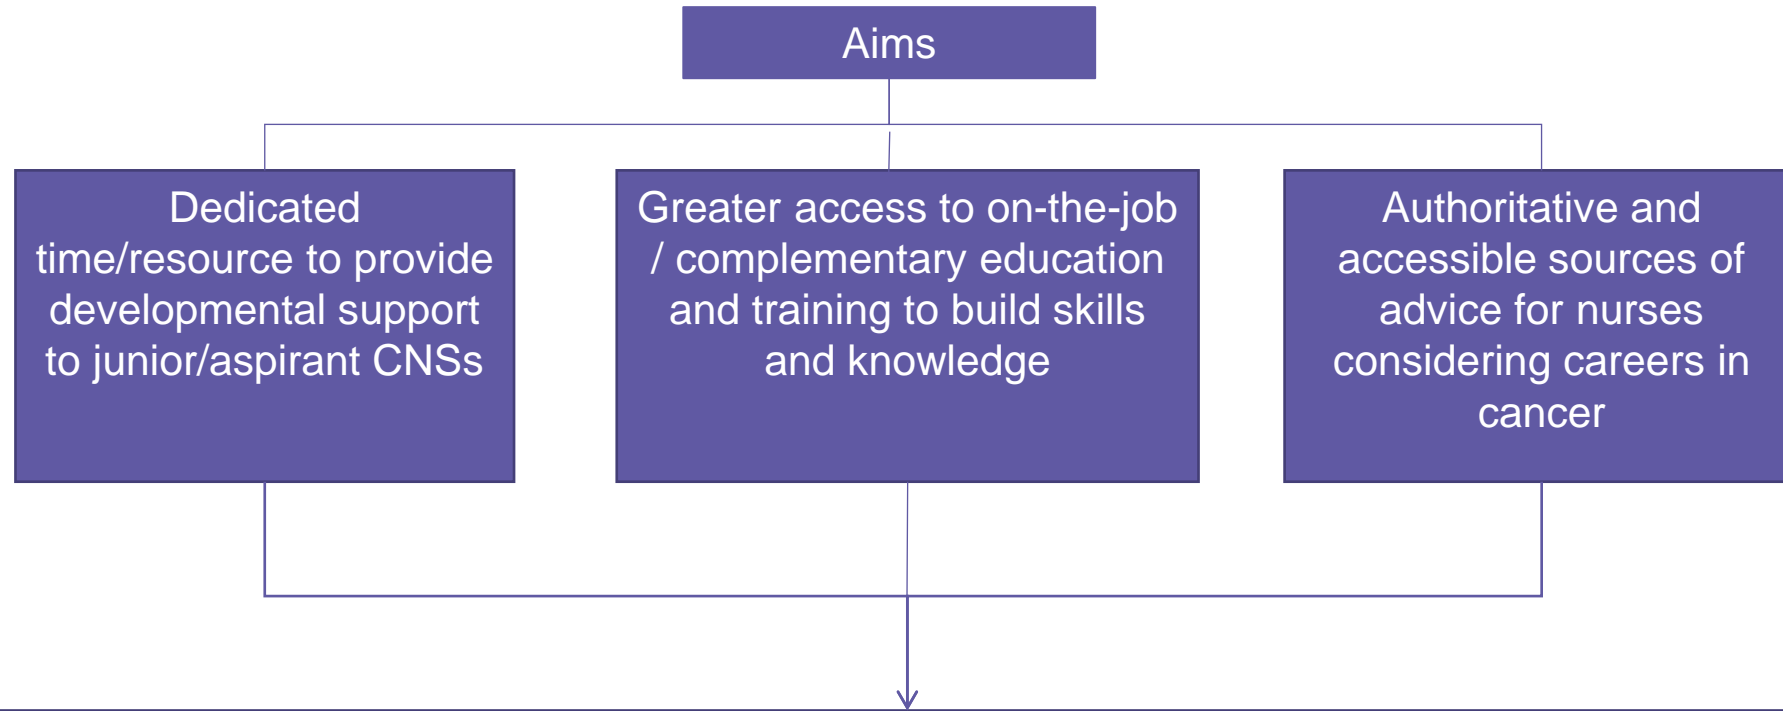 Aims
Dedicated
time/resource to provide
developmental support
to junior/aspirant CNSs
Greater access to on-the-job
/ complementary education
and training to build skills
and knowledge
Authoritative and
accessible sources of
advice for nurses
considering careers in
cancer